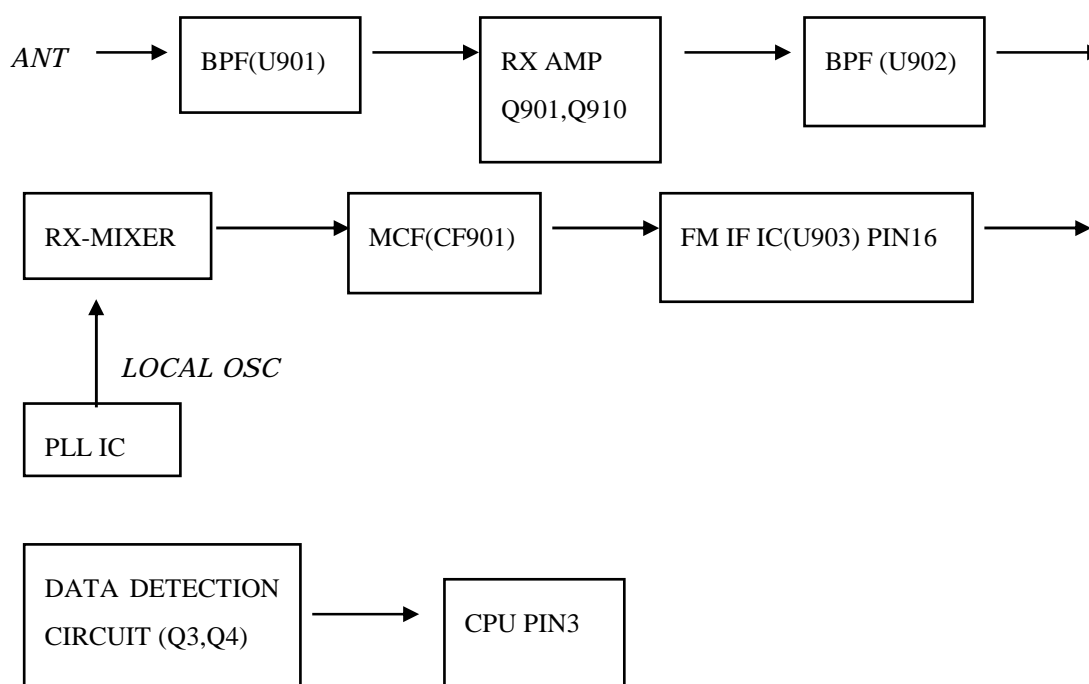 ANT
BPF(U901)
RX AMP
Q901,Q910
BPF (U902)
RX-MIXER
MCF(CF901)
FM IF IC(U903) PIN16
LOCAL OSC
PLL IC
DATA DETECTION
CIRCUIT (Q3,Q4)
CPU PIN3